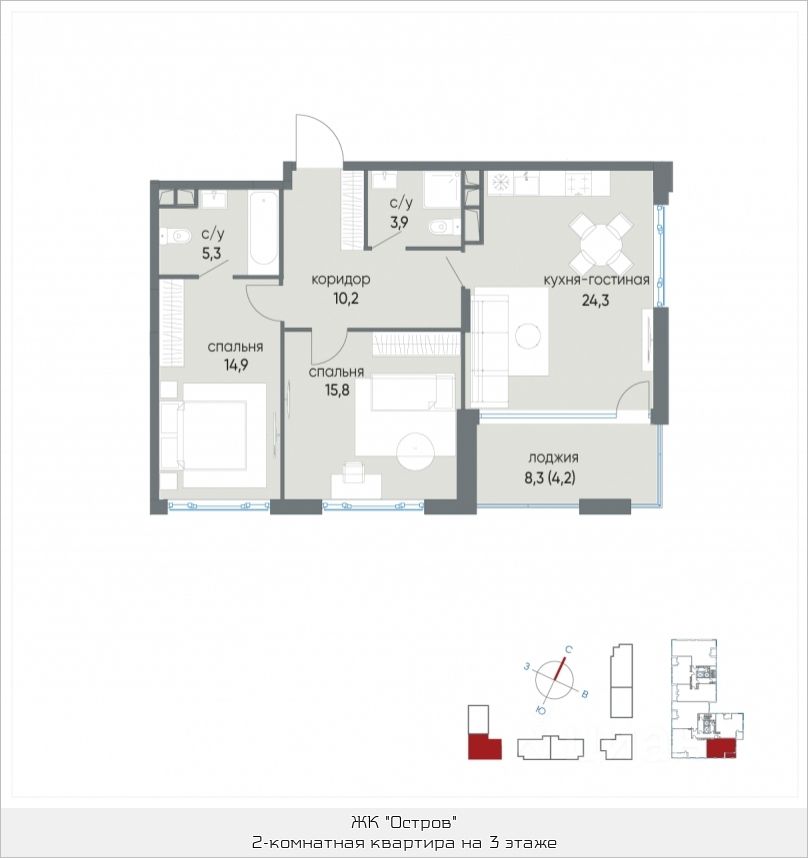 с/у
3,9
с/у
5,3
коридор
10,2
кухня-гостиная
24,3
спальня
14,9
спальня
15,8
лоджия
8,3 (4,2)
С
З
В
Ю
ЖК "Остров"
2-комнатная квартира на 3 этаже